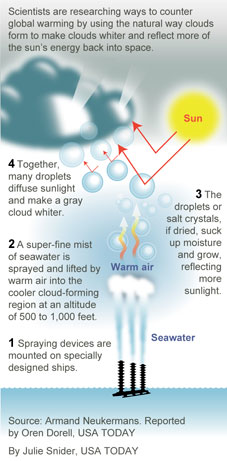 Scientists are researching ways to counter
global warming by using the natural way clouds
form to make clouds whiter and reflect more of
the sun's energy back into space.
Sun
4 Together,
many droplets
diffuse sunlight
and make a gray
cloud whiter.
3 The
droplets or
salt crystals,
if dried, suck
up moisture
and grow,
reflecting
more
sunlight.
2 A super-fine mist
of seawater is
sprayed and lifted by
warm air into the
cooler cloud-forming
region at an altitude
of 500 to 1,000 feet.
Warm air
Seawater
1 Spraying devices are
mounted on specially
designed ships.
Source: Armand Neukermans. Reported
by Oren Dorell, USA TODAY
By Julie Snider, USA TODAY